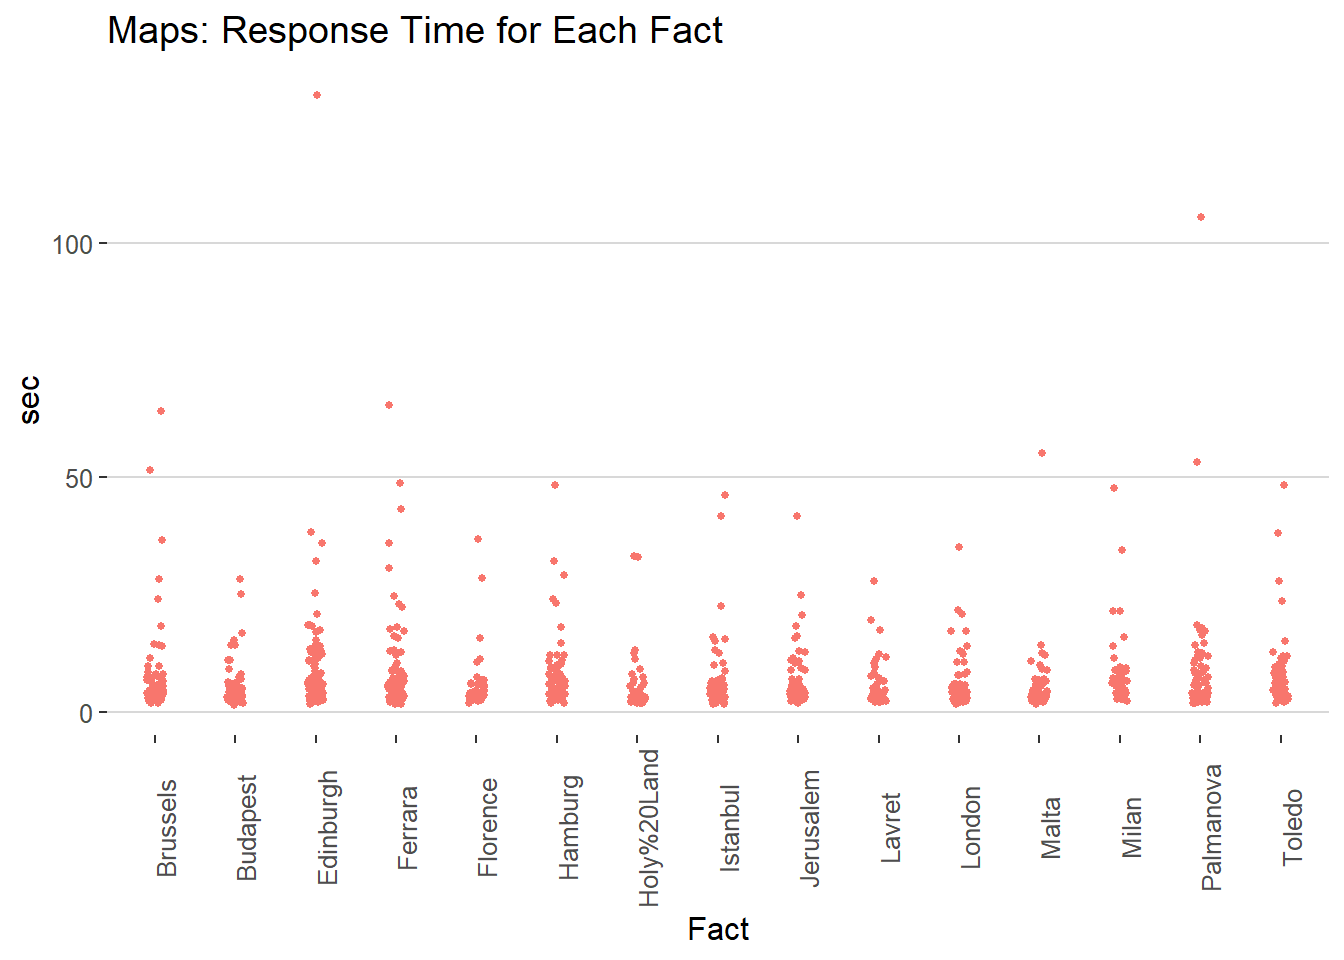 Maps: Response Time for Each Fact
sec
100
50
0
Brussels
Budapest
Edinburgh
Ferrara
Florence
Hamburg
Holy%20Land
Istanbul
Jerusalem
Lavret
London
Malta
Milan
Palmanova
Toledo
Fact